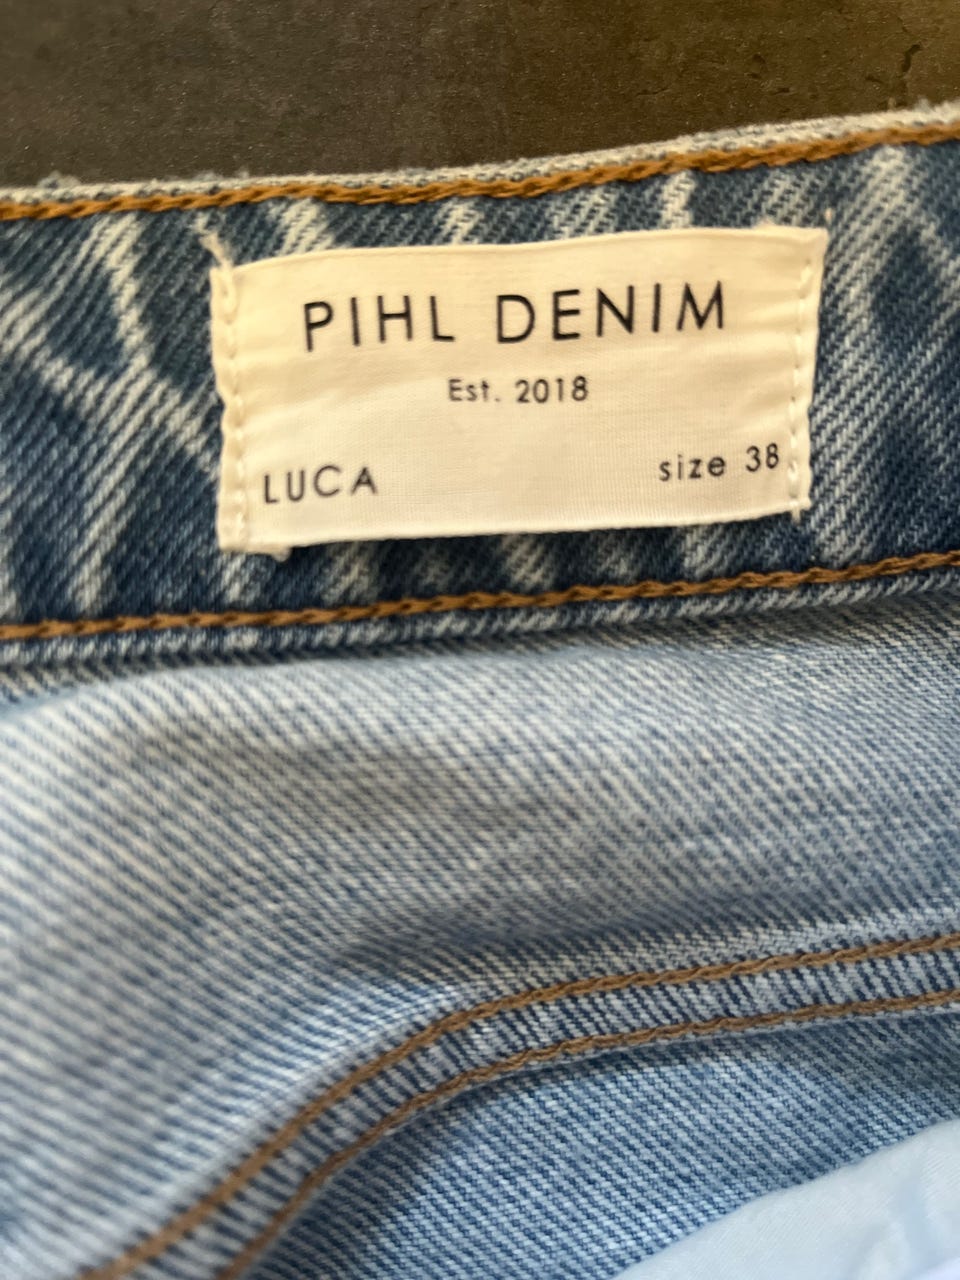 PIHL DENIM
Est. 2018
LUCA size 38